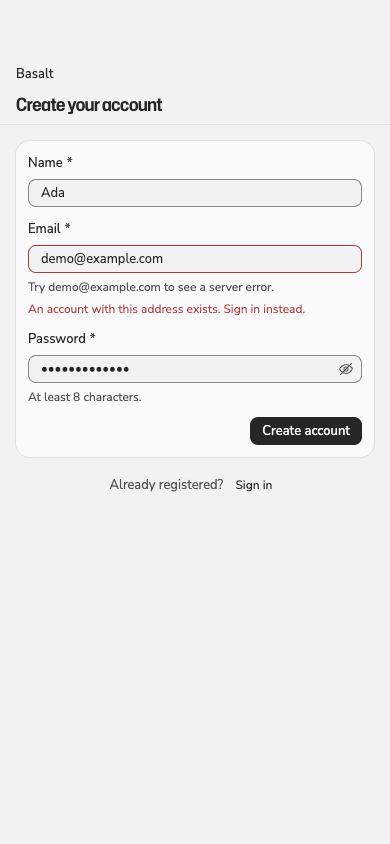 Basalt
Create your account
Name *
Ada
Email *
demo@example.com
Try demo@example.com to see a server error.
An account with this address exists. Sign in instead.
Password *
•••••••••••••
At least 8 characters.
Create account
Already registered? Sign in